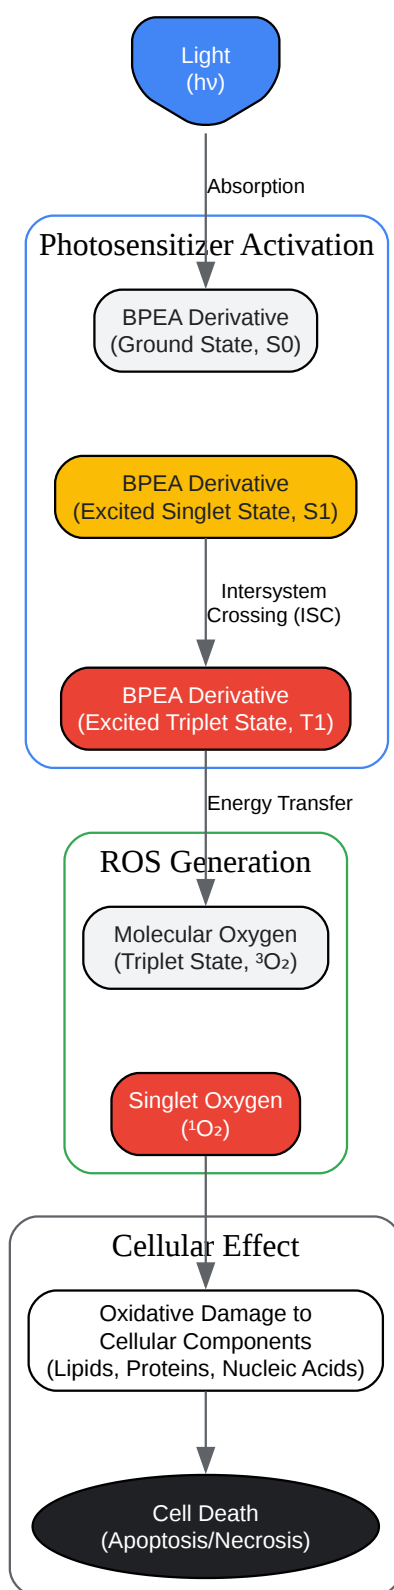 Light
(hν)
Absorption
Photosensitizer Activation
BPEA Derivative
(Ground State, S0)
BPEA Derivative
(Excited Singlet State, S1)
Intersystem
Crossing (ISC)
BPEA Derivative
(Excited Triplet State, T1)
Energy Transfer
ROS Generation
Molecular Oxygen
(Triplet State, ³O₂)
Singlet Oxygen
(¹O₂)
Cellular Effect
Oxidative Damage to
Cellular Components
(Lipids, Proteins, Nucleic Acids)
Cell Death
(Apoptosis/Necrosis)